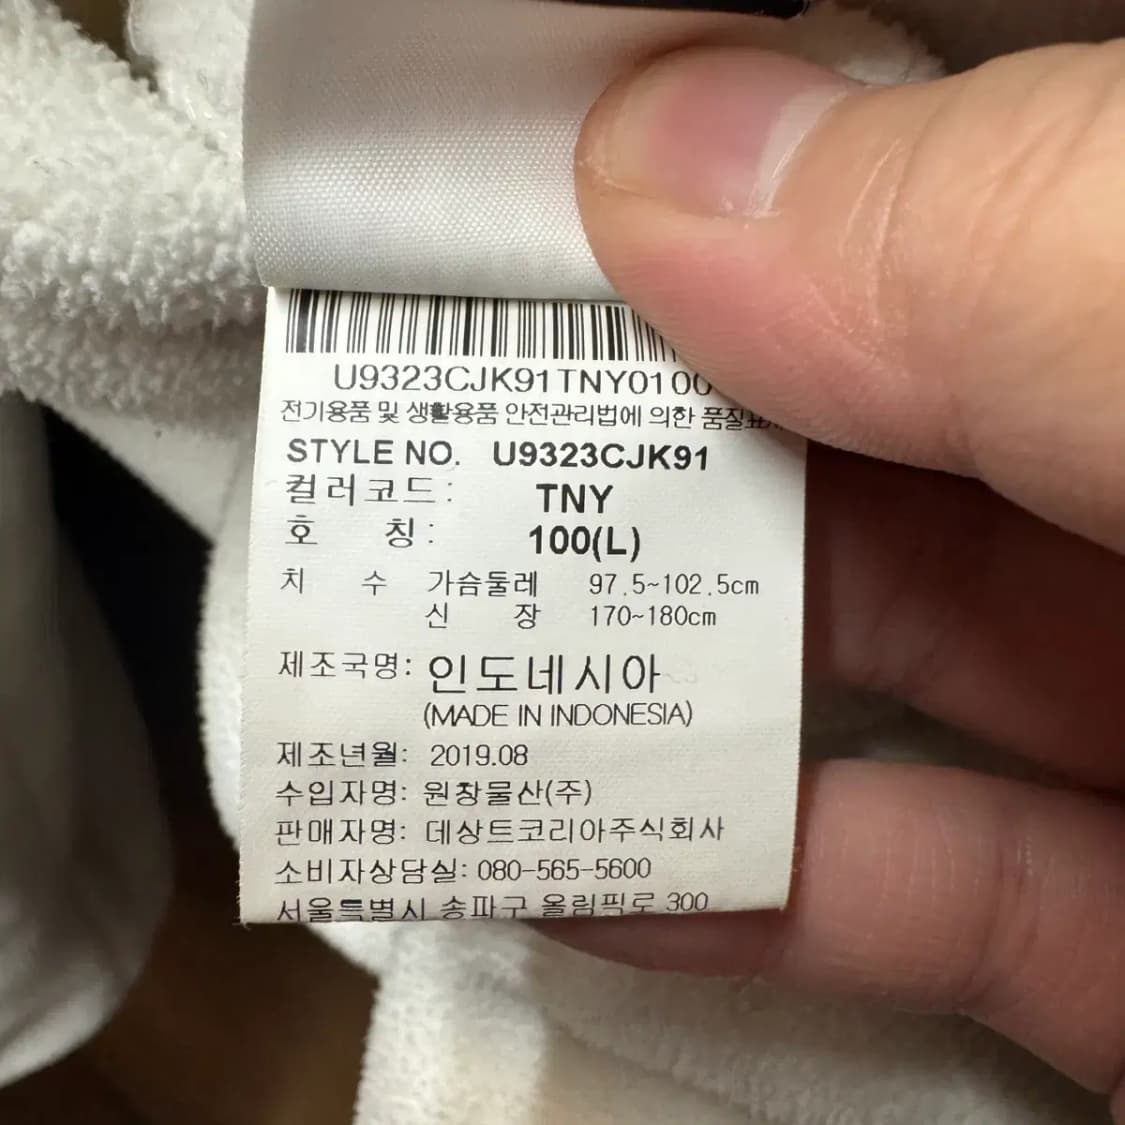 U9323CJK91TNY0100
전기용품 및 생활용품 안전관리법에 의한 품질표시
STYLE NO. U9323CJK91
컬러코드: TNY
호 칭: 100(L)
치 수 가슴둘레 97.5~102.5cm
신 장 170~180cm
제조국명: 인도네시아
(MADE IN INDONESIA)
제조년월: 2019.08
수입자명: 원창물산(주)
판매자명: 데상트코리아주식회사
소비자상담실: 080-565-5600
서울특별시 송파구 올림픽로 300